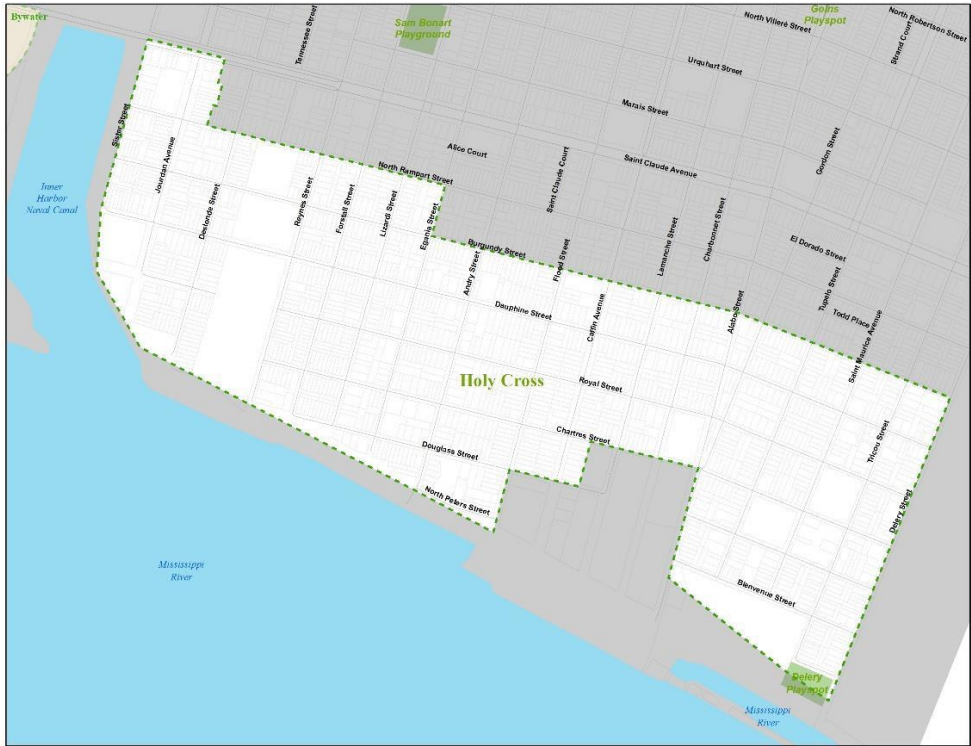 Bywater
Sam Bonart
Playground
Goins
Playspot
North Villeré Street
North Robertson Street
Strand Court
Tennessee Street
Urquhart Street
Marais Street
Sister Street
Jourdan Avenue
Alice Court
Saint Claude Court
Saint Claude Avenue
Gordon Street
North Rampart Street
Inner
Harbor
Naval Canal
Deslonde Street
Reynes Street
Forstall Street
Lizardi Street
Egania Street
Burgundy Street
Andry Street
Flood Street
Lamanche Street
Charbonnet Street
El Dorado Street
Tupelo Street
Todd Place
Dauphine Street
Caffin Avenue
Alabo Street
Saint Maurice Avenue
Holy Cross
Royal Street
Chartres Street
Douglass Street
Tricou Street
North Peters Street
Delery Street
Mississippi
River
Bienvenue Street
Delery
Playspot
Mississippi
River